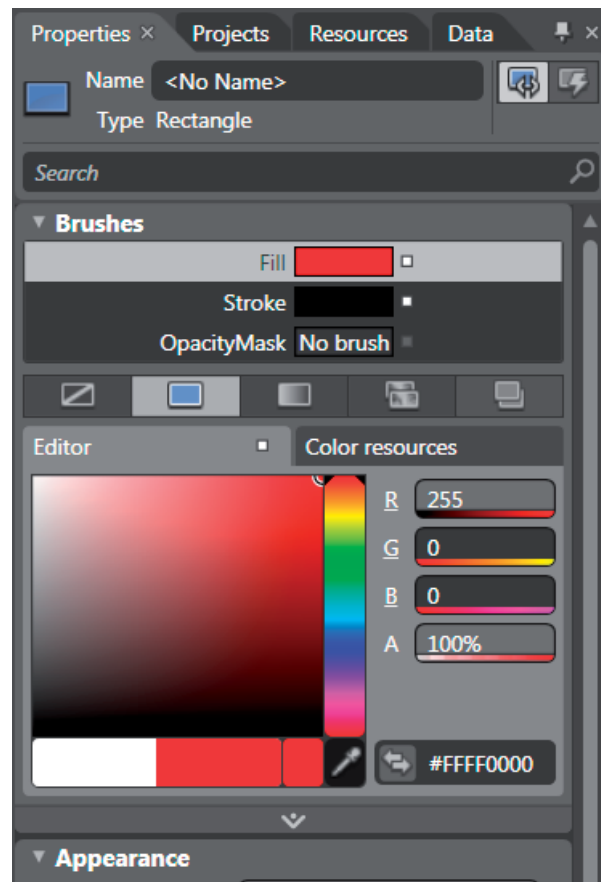 Properties × Projects Resources Data
Name <No Name>
Type Rectangle
Search
Brushes
Fill
Stroke
OpacityMask No brush
Editor Color resources
R 255
G 0
B 0
A 100%
#FFFF0000
Appearance